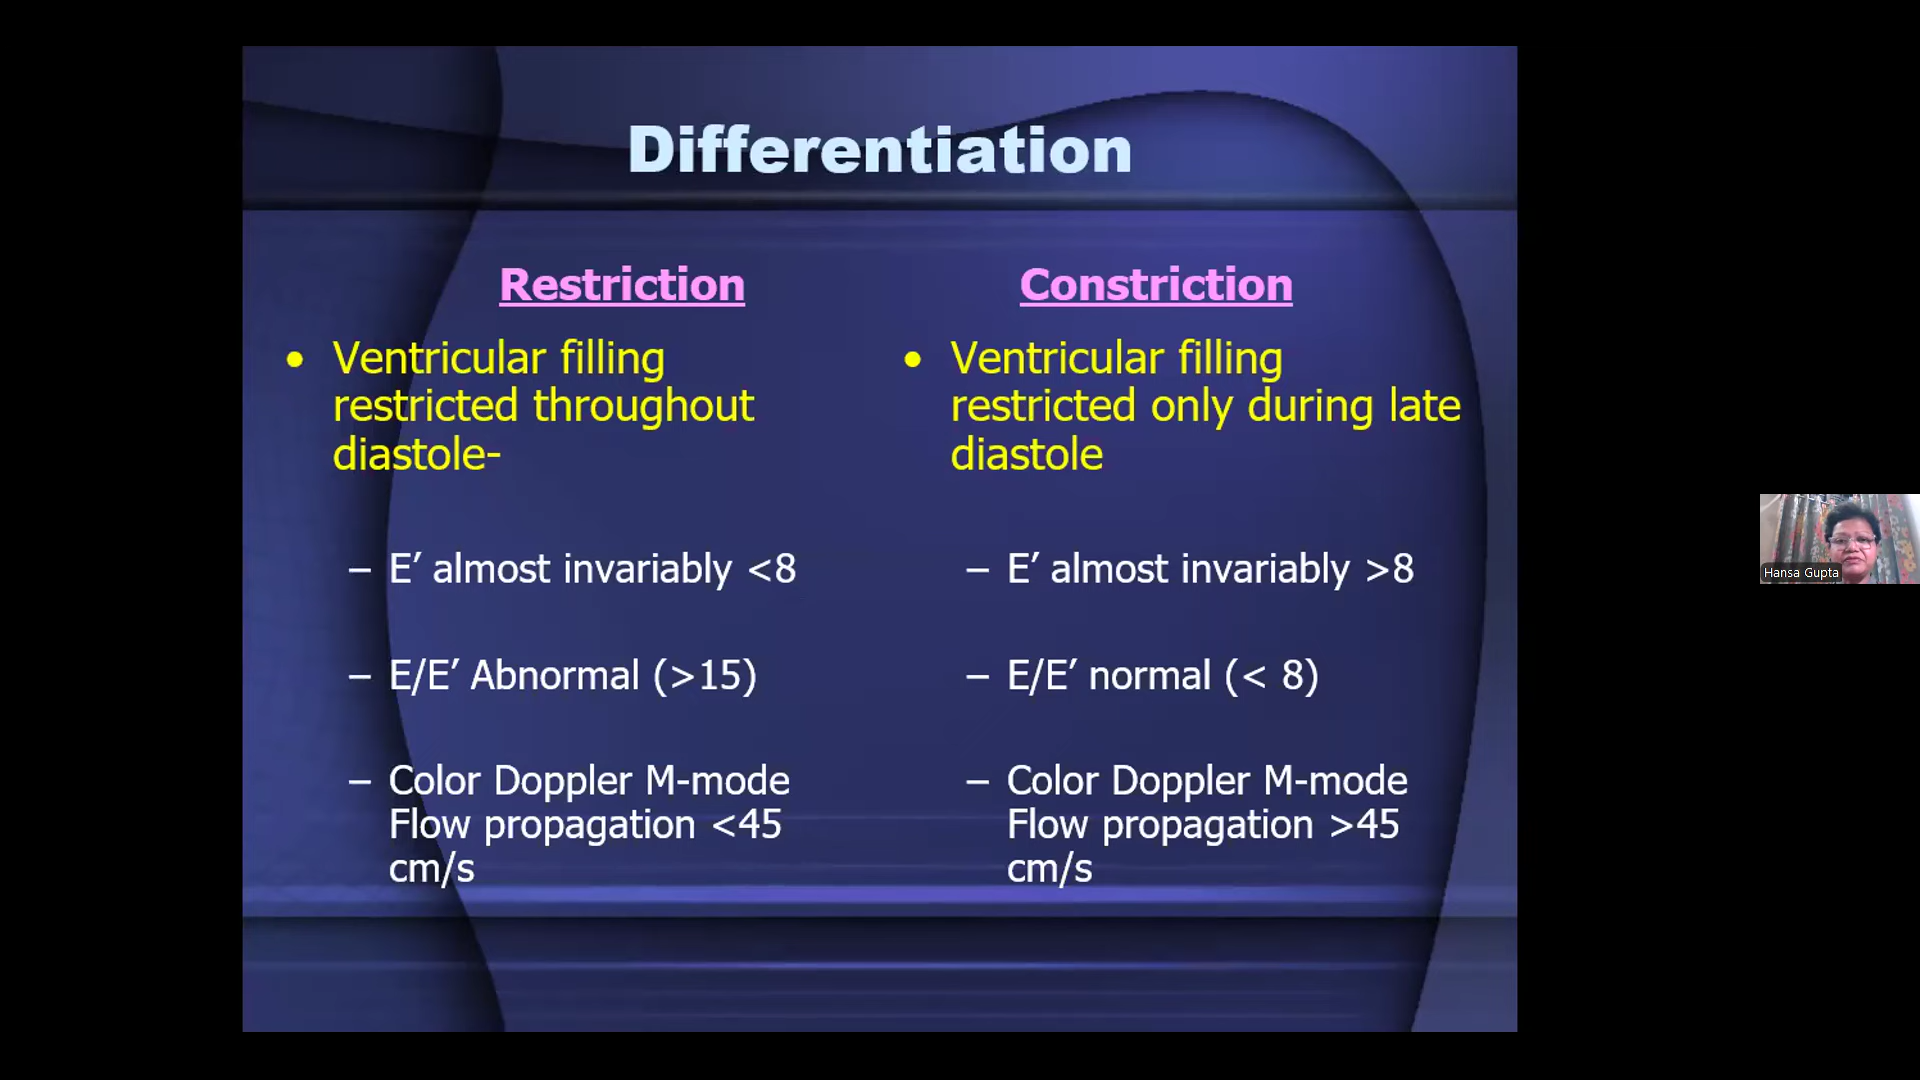 Differentiation
Restriction
• Ventricular filling
restricted throughout
diastole-
– E’ almost invariably <8
– E/E’ Abnormal (>15)
– Color Doppler M-mode
Flow propagation <45
cm/s
Constriction
• Ventricular filling
restricted only during late
diastole
– E’ almost invariably >8
– E/E’ normal (< 8)
– Color Doppler M-mode
Flow propagation >45
cm/s
Hansa Gupta